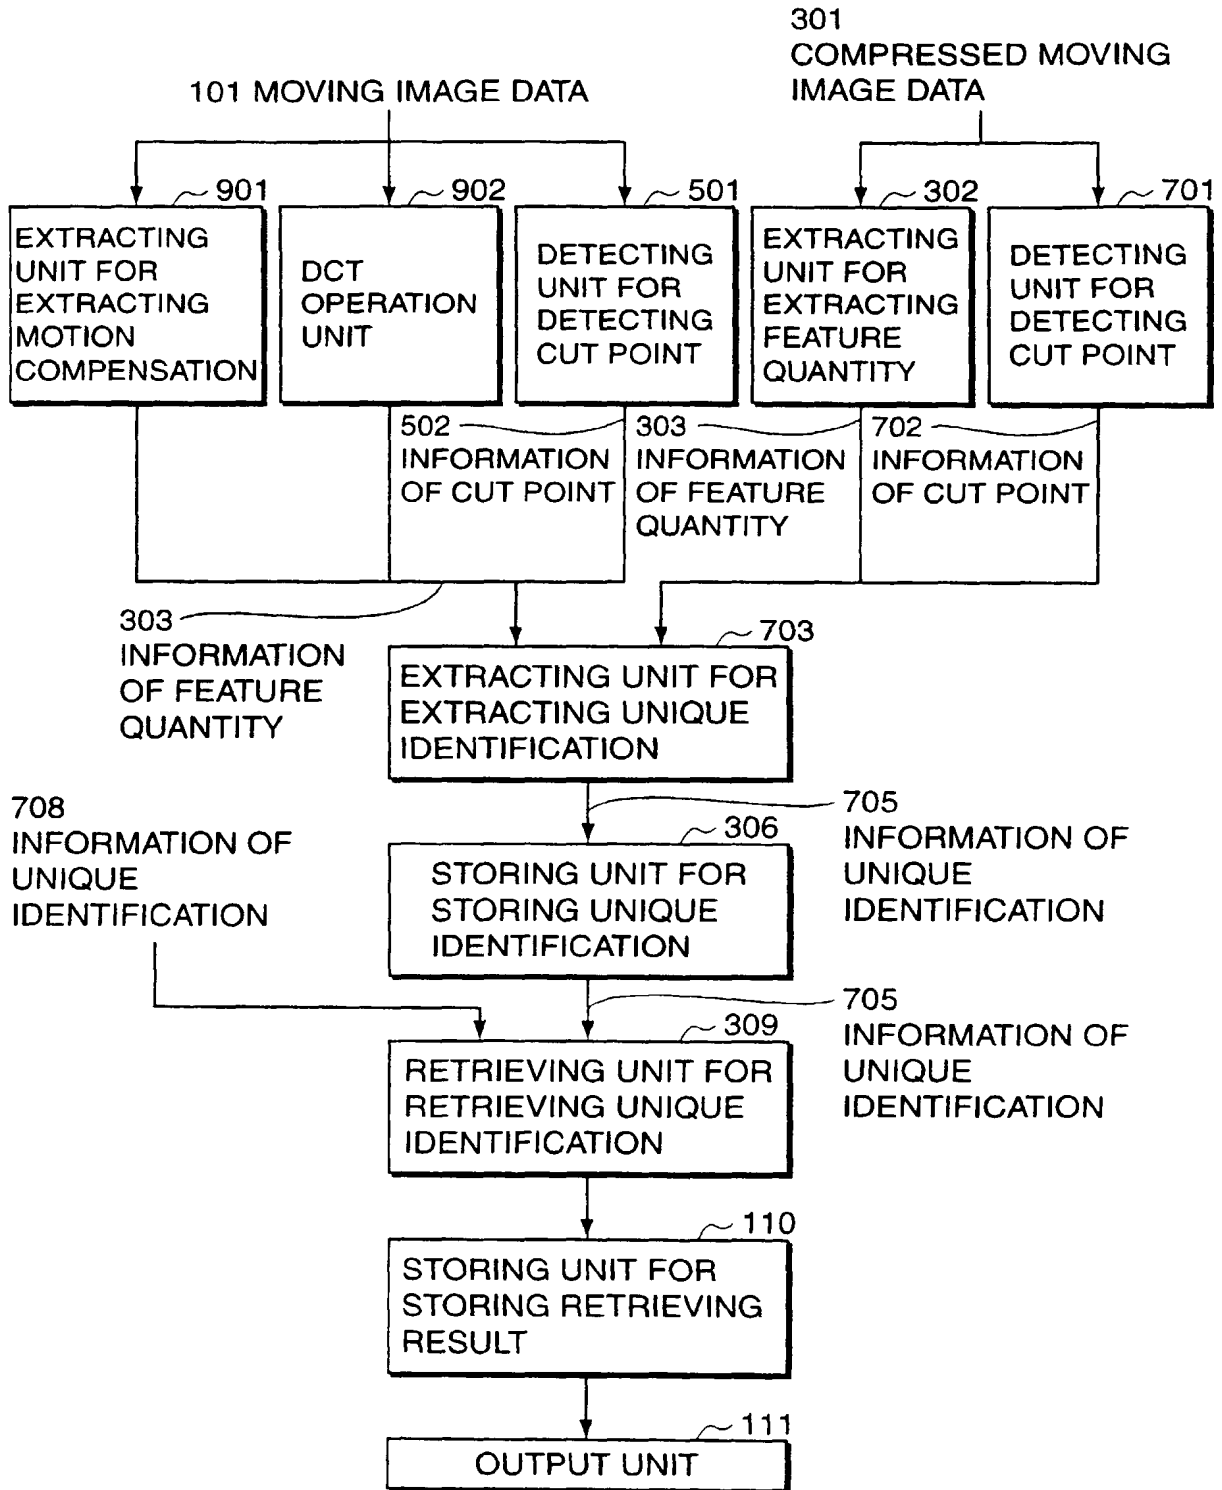 301
COMPRESSED MOVING
IMAGE DATA
101 MOVING IMAGE DATA
901
902
501
302
701
EXTRACTING
UNIT FOR
EXTRACTING
MOTION
COMPENSATION
DCT
OPERATION
UNIT
DETECTING
UNIT FOR
DETECTING
CUT POINT
EXTRACTING
UNIT FOR
EXTRACTING
FEATURE
QUANTITY
DETECTING
UNIT FOR
DETECTING
CUT POINT
502
INFORMATION
OF CUT POINT
303
INFORMATION
OF FEATURE
QUANTITY
702
INFORMATION
OF CUT POINT
303
INFORMATION
OF FEATURE
QUANTITY
703
EXTRACTING UNIT FOR
EXTRACTING UNIQUE
IDENTIFICATION
708
INFORMATION OF
UNIQUE
IDENTIFICATION
705
INFORMATION OF
UNIQUE
IDENTIFICATION
306
STORING UNIT FOR
STORING UNIQUE
IDENTIFICATION
705
INFORMATION OF
UNIQUE
IDENTIFICATION
309
RETRIEVING UNIT FOR
RETRIEVING UNIQUE
IDENTIFICATION
110
STORING UNIT FOR
STORING RETRIEVING
RESULT
111
OUTPUT UNIT